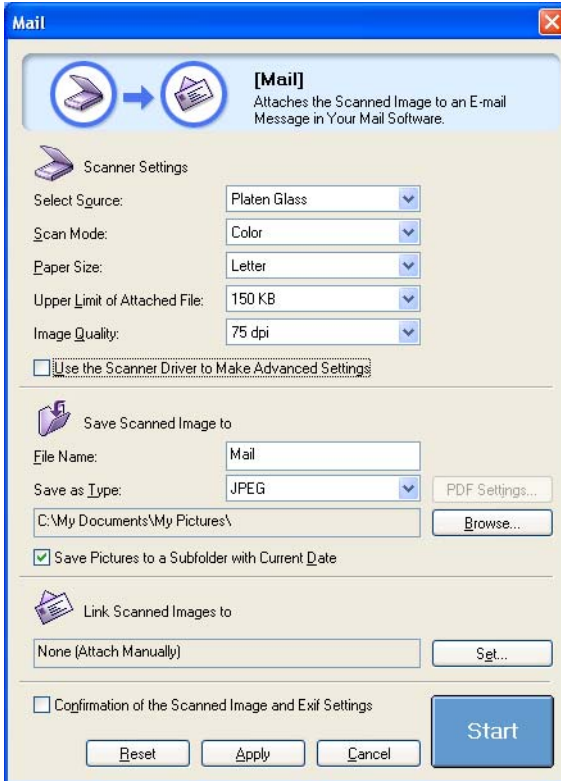 Mail
[Mail]
Attaches the Scanned Image to an E-mail
Message in Your Mail Software.
Scanner Settings
Select Source: Platen Glass
Scan Mode: Color
Paper Size: Letter
Upper Limit of Attached File: 150 KB
Image Quality: 75 dpi
Use the Scanner Driver to Make Advanced Settings
Save Scanned Image to
File Name: Mail
Save as Type: JPEG PDF Settings...
C:\My Documents\My Pictures\ Browse...
Save Pictures to a Subfolder with Current Date
Link Scanned Images to
None (Attach Manually) Set...
Confirmation of the Scanned Image and Exif Settings
Start
Reset Apply Cancel